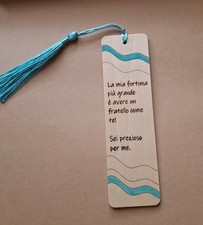 La mia fortuna
più grande
è avere un
fratello come
te!
Sei prezioso
per me.